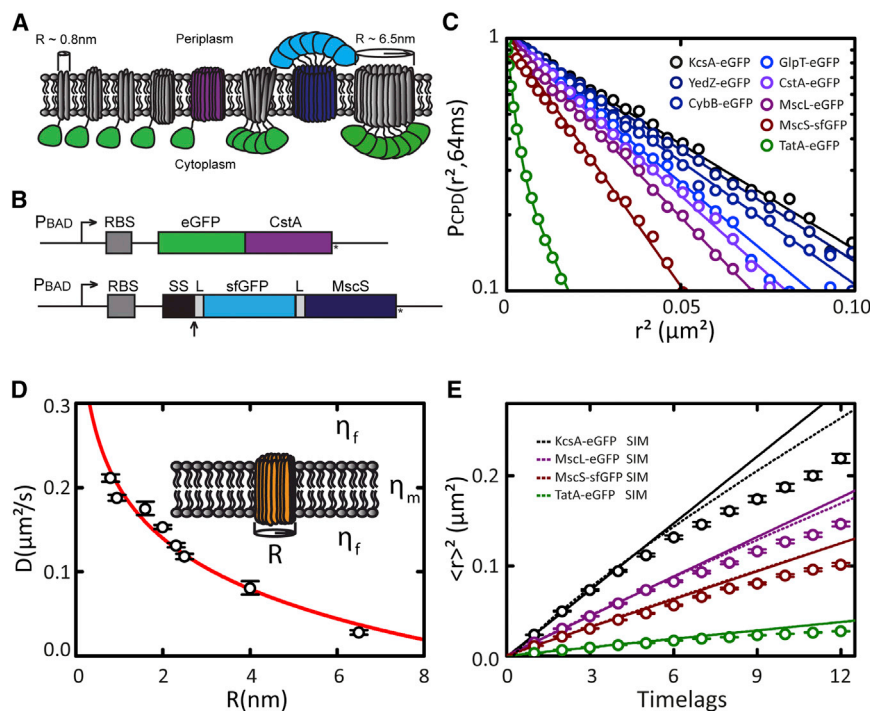 A
R ~ 0.8nm
Periplasm
R ~ 6.5nm
Cytoplasm
B
PBAD
RBS
eGFP
CstA
*
PBAD
RBS
SS
L
sfGFP
L
MscS
*
C
PCPD(r²,64ms)
1
0.1
KcsA-eGFP
YedZ-eGFP
CybB-eGFP
MscS-sfGFP
TatA-eGFP
GlpT-eGFP
CstA-eGFP
MscL-eGFP
0
0.05
0.10
r² (μm²)
D
D(μm²/s)
0.3
0.2
0.1
0.0
ηf
ηm
ηf
R
0
2
4
6
8
R(nm)
E
<r>² (μm²)
0.2
0.1
0.0
KcsA-eGFP SIM
MscL-eGFP SIM
MscS-sfGFP SIM
TatA-eGFP SIM
0
3
6
9
12
Timelags